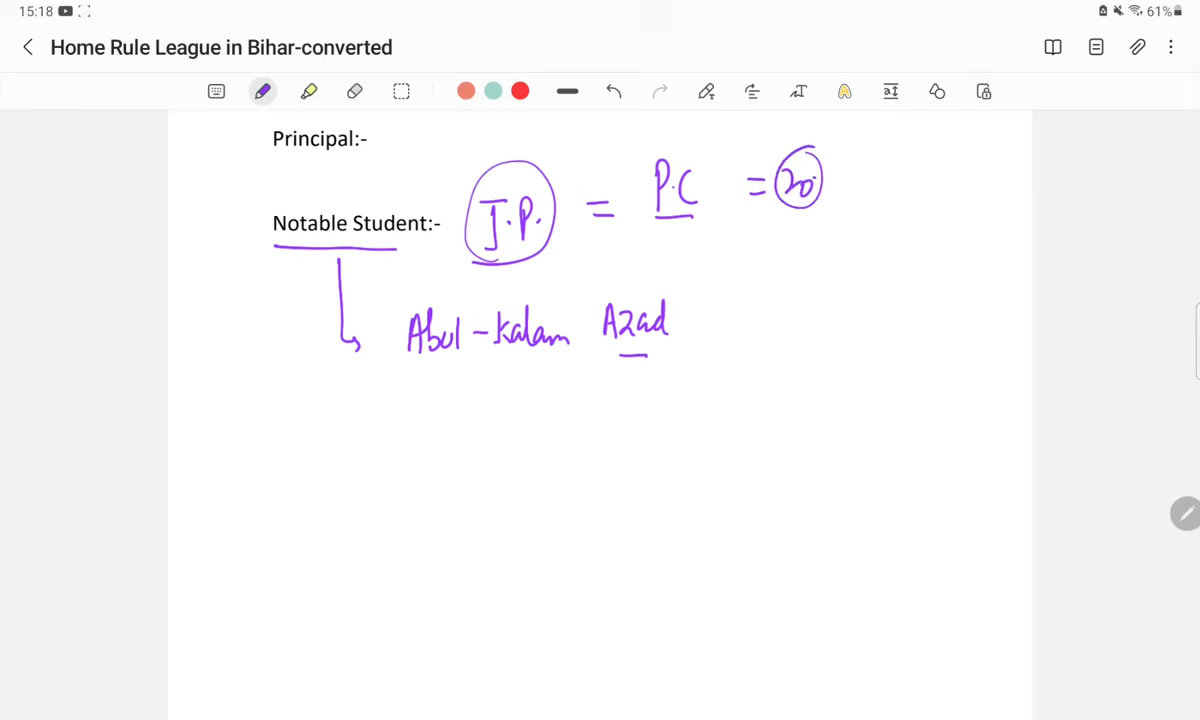 15:18 61%
Home Rule League in Bihar-converted
Principal:-
P.C = 20
Notable Student:- J.P. =
Abul-Kalam Azad